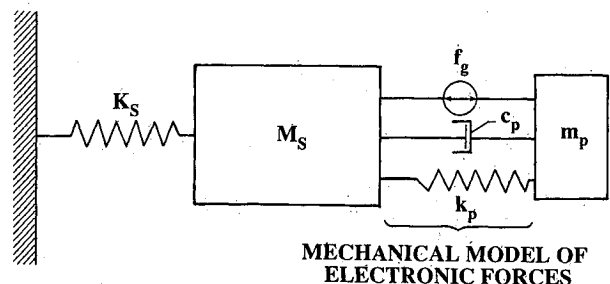 f_g
K_S
M_S
c_p
m_p
k_p
MECHANICAL MODEL OF
ELECTRONIC FORCES